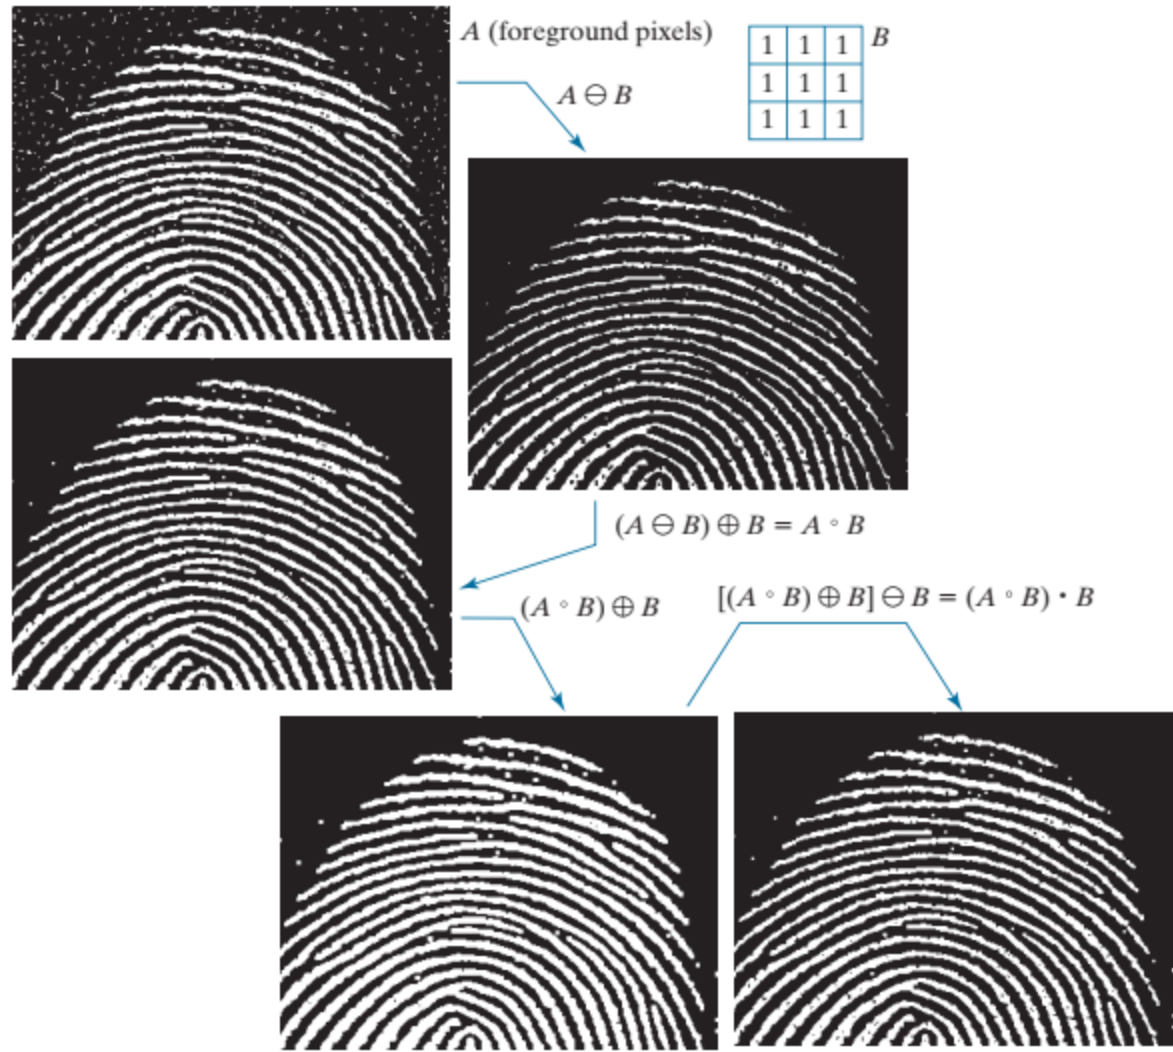 A (foreground pixels)
1 1 1 B
1 1 1
1 1 1
A ⊖ B
(A ⊖ B) ⊕ B = A ∘ B
(A ∘ B) ⊕ B
[(A ∘ B) ⊕ B] ⊖ B = (A ∘ B) • B